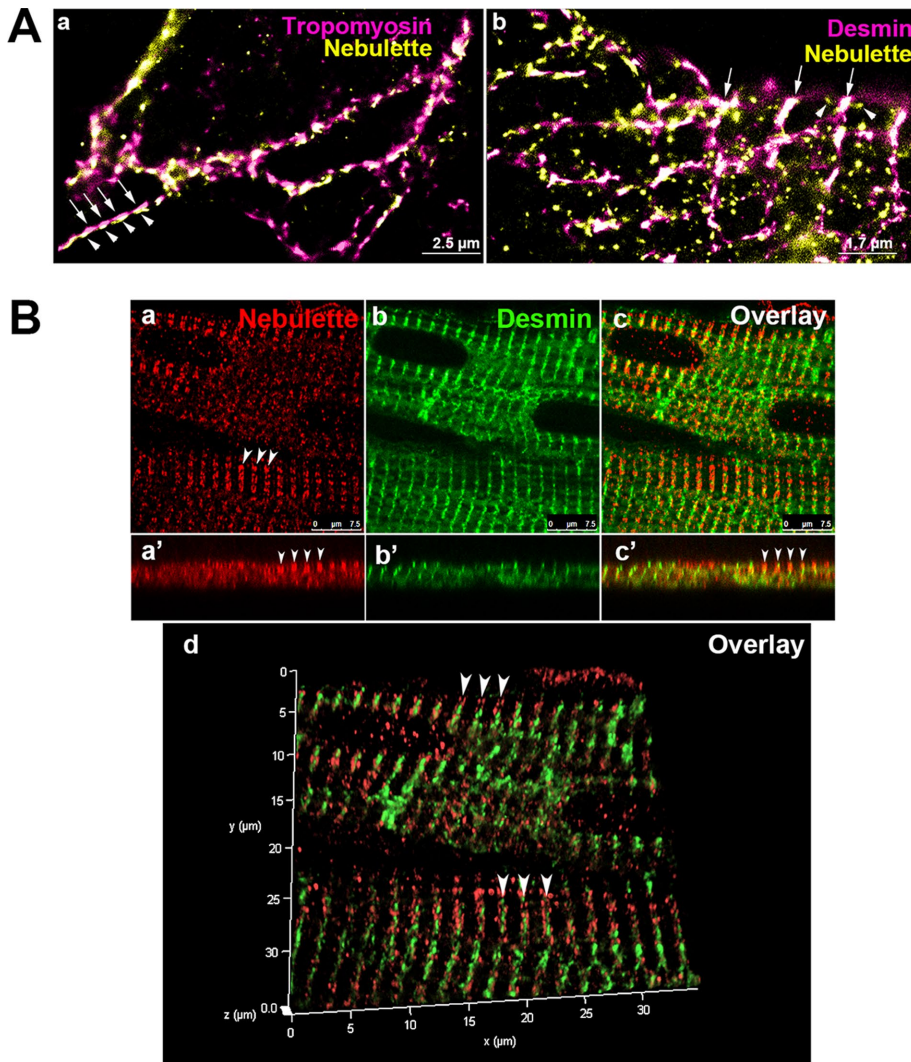 A
a
Tropomyosin
Nebulette
2.5 µm
b
Desmin
Nebulette
1.7 µm
B
a
Nebulette
0 µm 7.5
b
Desmin
0 µm 7.5
c
Overlay
0 µm 7.5
a’
b’
c’
d
Overlay
0
5
10
15
y (µm)
20
25
30
z (µm)
0.0
0
5
10
15
20
25
30
x (µm)